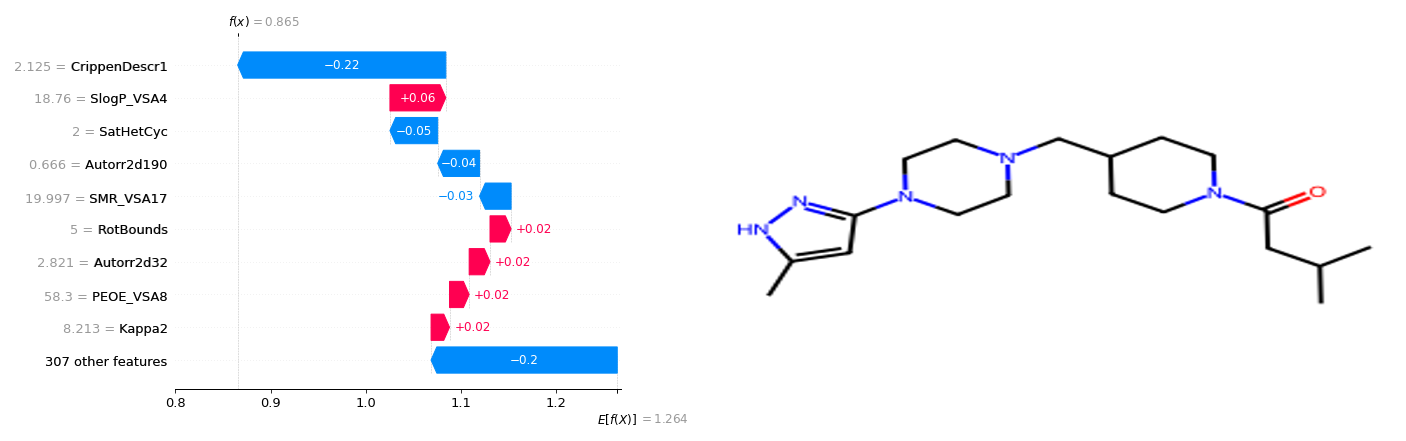 f(x) = 0.865
2.125 = CrippenDescr1
−0.22
18.76 = SlogP_VSA4
+0.06
2 = SatHetCyc
−0.05
0.666 = Autorr2d190
−0.04
19.997 = SMR_VSA17
−0.03
5 = RotBounds
+0.02
2.821 = Autorr2d32
+0.02
58.3 = PEOE_VSA8
+0.02
8.213 = Kappa2
+0.02
307 other features
−0.2
0.8 0.9 1.0 1.1 1.2
E[f(X)] = 1.264
N
N
N
O
N
N
HN